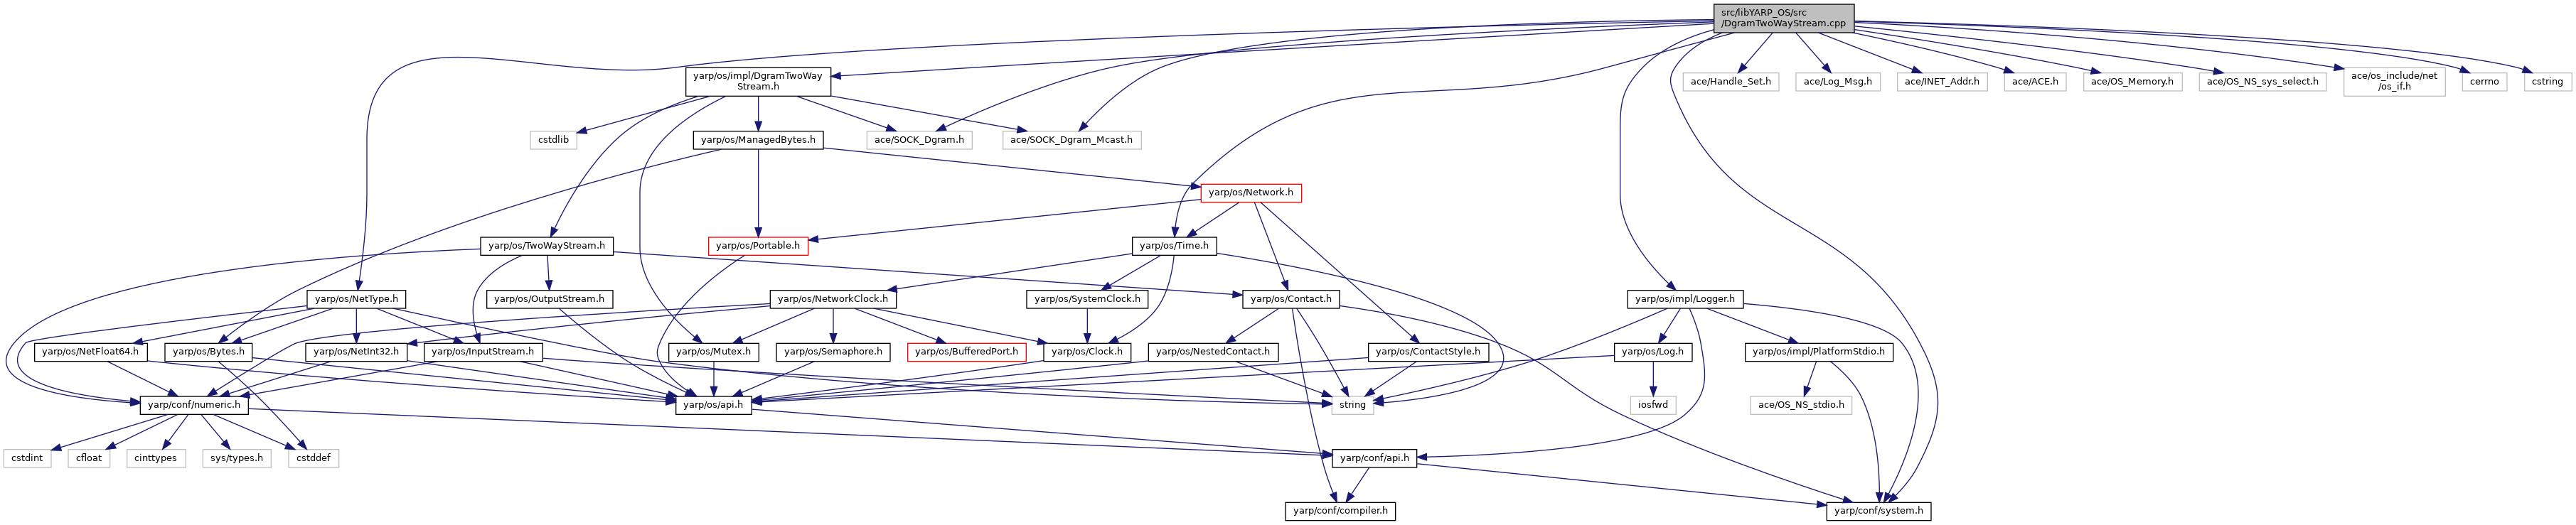 src/libYARP_OS/src
/DgramTwoWayStream.cpp
yarp/os/impl/DgramTwoWay
Stream.h
ace/Handle_Set.h
ace/Log_Msg.h
ace/INET_Addr.h
ace/ACE.h
ace/OS_Memory.h
ace/OS_NS_sys_select.h
ace/os_include/net
/os_if.h
cerrno
cstring
cstdlib
yarp/os/ManagedBytes.h
ace/SOCK_Dgram.h
ace/SOCK_Dgram_Mcast.h
yarp/os/Network.h
yarp/os/TwoWayStream.h
yarp/os/Portable.h
yarp/os/Time.h
yarp/os/NetType.h
yarp/os/OutputStream.h
yarp/os/NetworkClock.h
yarp/os/SystemClock.h
yarp/os/Contact.h
yarp/os/impl/Logger.h
yarp/os/NetFloat64.h
yarp/os/Bytes.h
yarp/os/NetInt32.h
yarp/os/InputStream.h
yarp/os/Mutex.h
yarp/os/Semaphore.h
yarp/os/BufferedPort.h
yarp/os/Clock.h
yarp/os/NestedContact.h
yarp/os/ContactStyle.h
yarp/os/Log.h
yarp/os/impl/PlatformStdio.h
yarp/conf/numeric.h
yarp/os/api.h
string
iosfwd
ace/OS_NS_stdio.h
cstdint
cfloat
cinttypes
sys/types.h
cstddef
yarp/conf/api.h
yarp/conf/compiler.h
yarp/conf/system.h